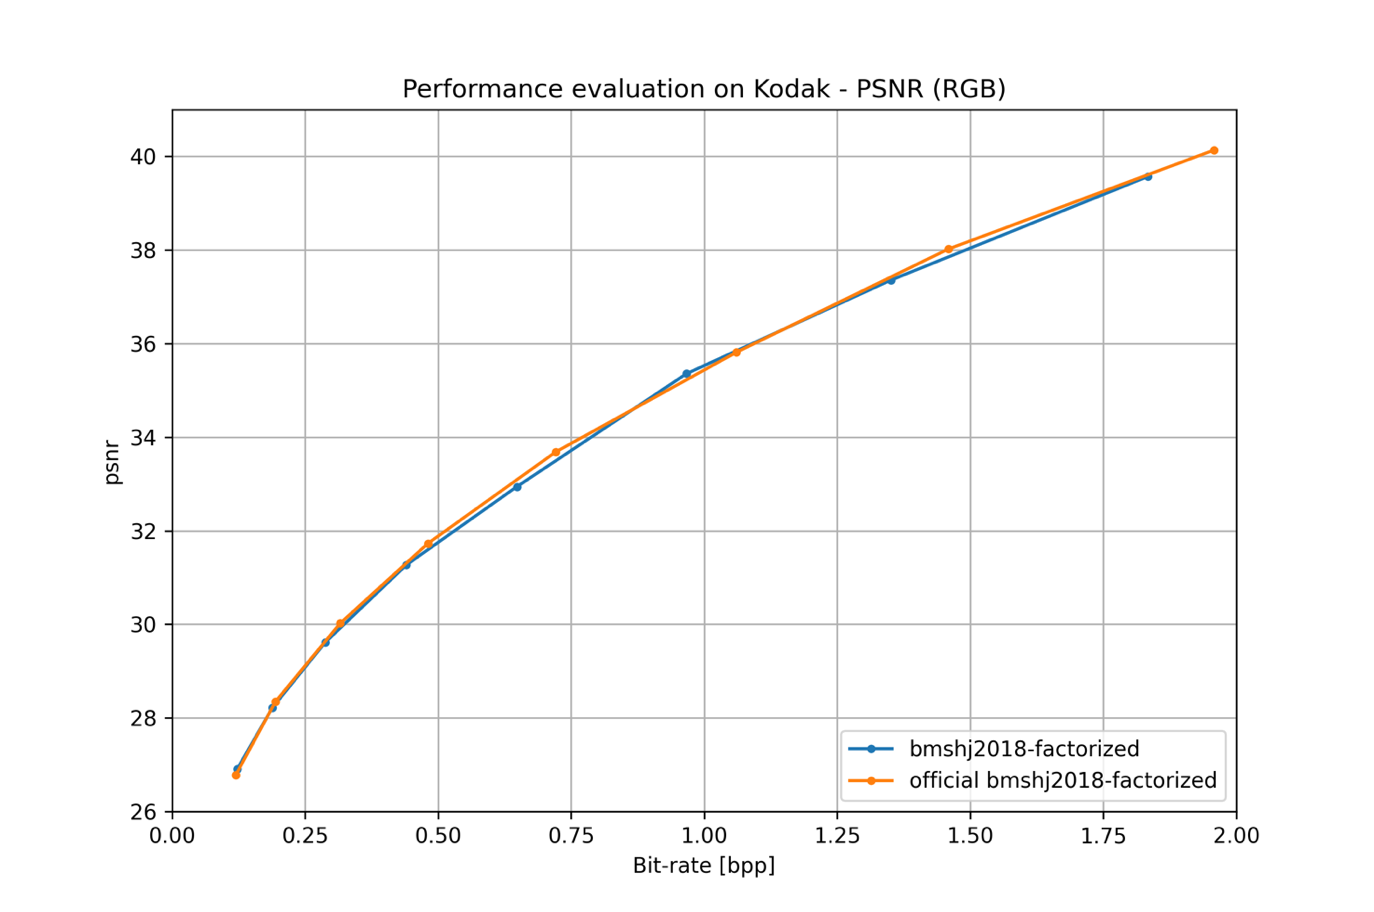 Performance evaluation on Kodak - PSNR (RGB)
40
38
36
34
32
30
28
26
psnr
0.00 0.25 0.50 0.75 1.00 1.25 1.50 1.75 2.00
Bit-rate [bpp]
bmshj2018-factorized
official bmshj2018-factorized